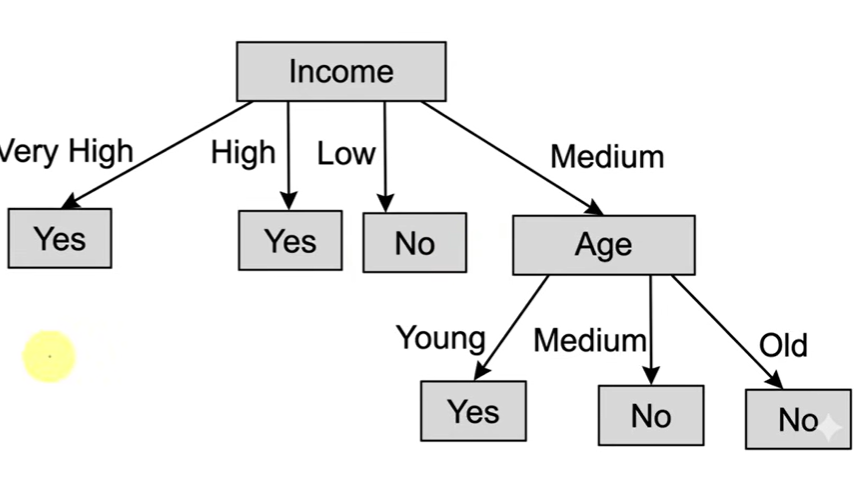 Income
Very High
High
Low
Medium
Yes
Yes
No
Age
Young
Medium
Old
Yes
No
No